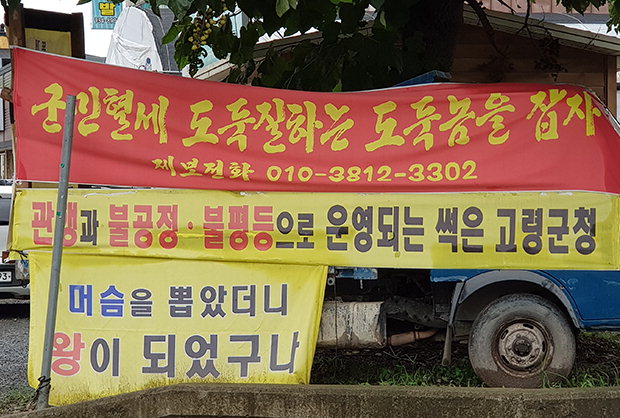 군민혈세 도둑질하는 도둑놈을 잡자
제보전화 010-3812-3302
관행과 불공정·불평등으로 운영되는 썩은 고령군청
머슴을 뽑았더니
왕이 되었구나